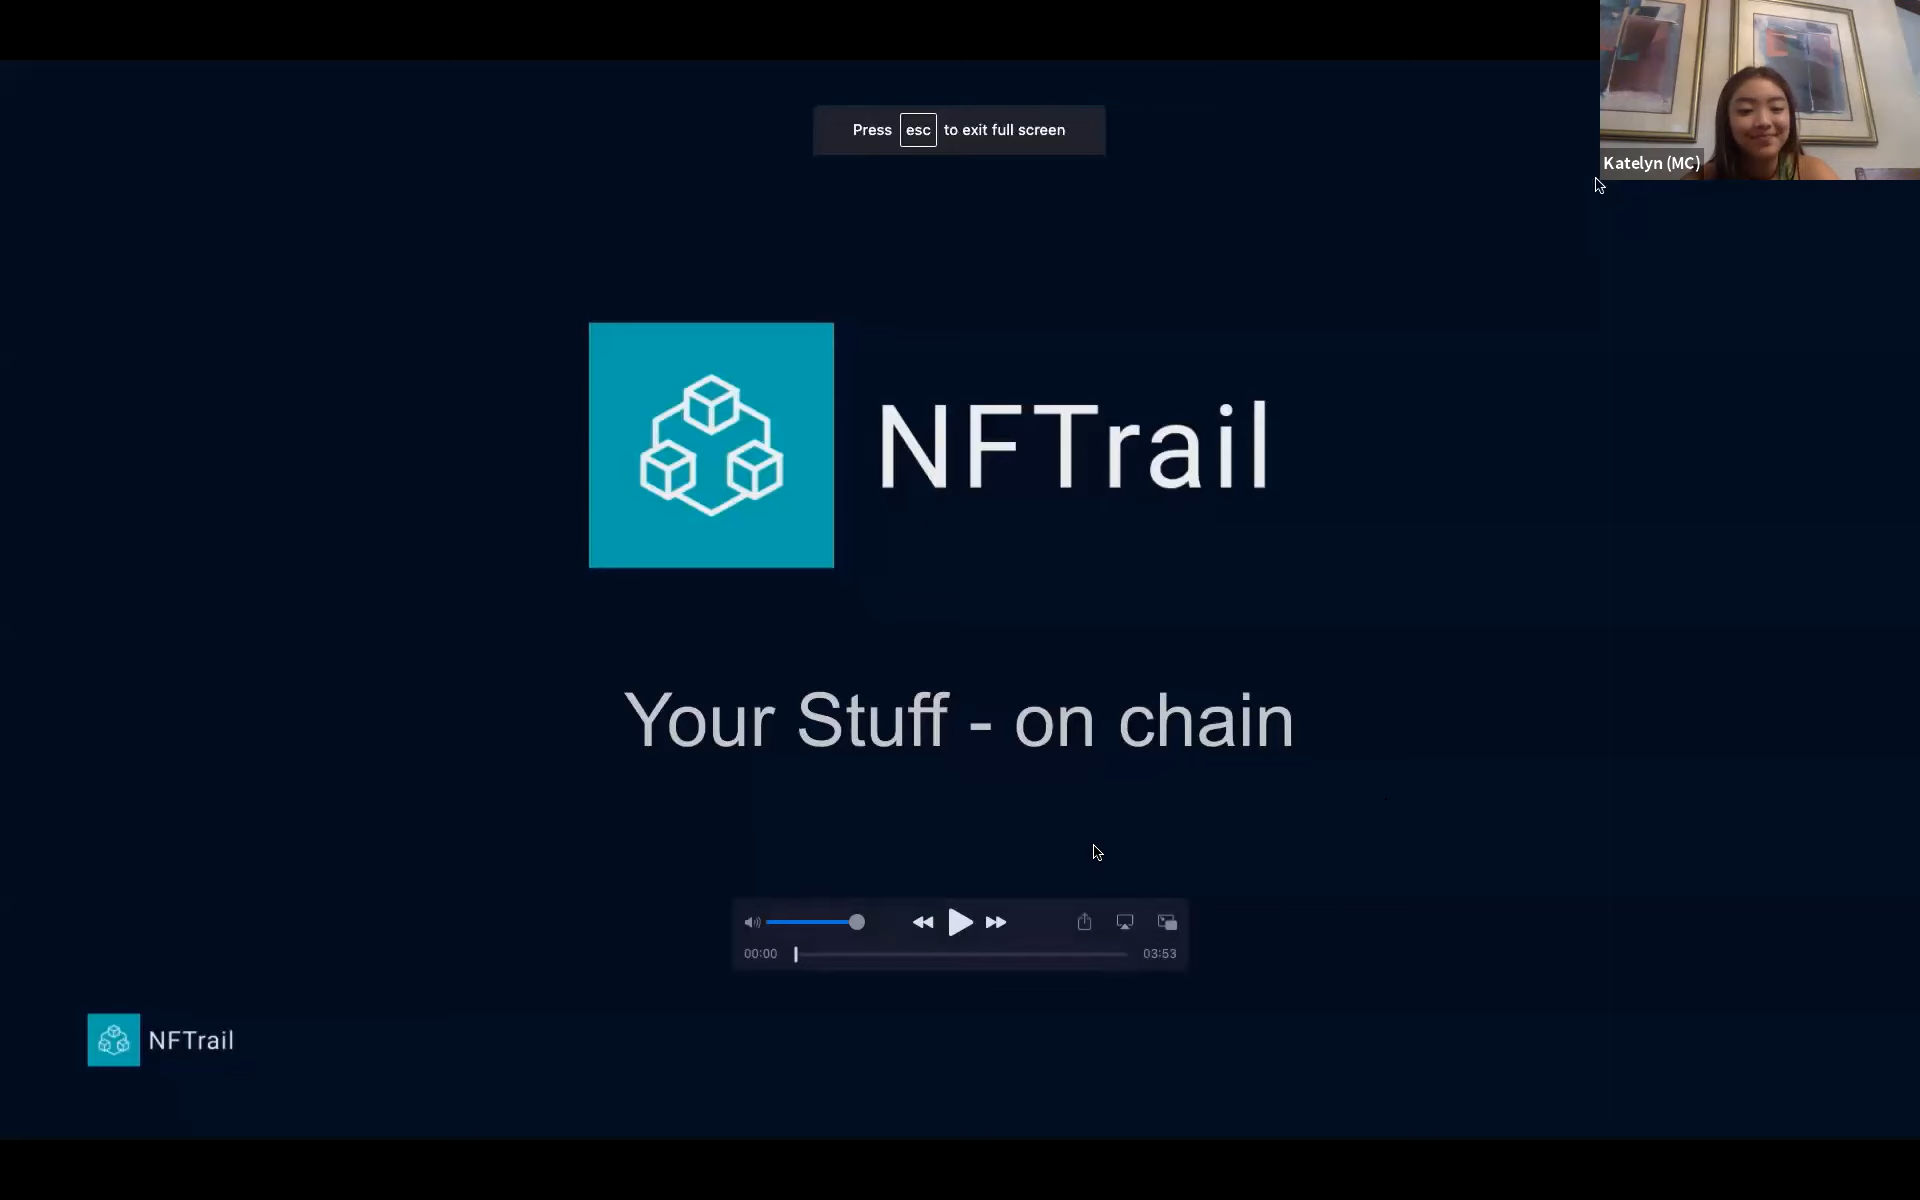 Press esc to exit full screen
Katelyn (MC)
NFTrail
Your Stuff - on chain
00:00
03:53
NFTrail